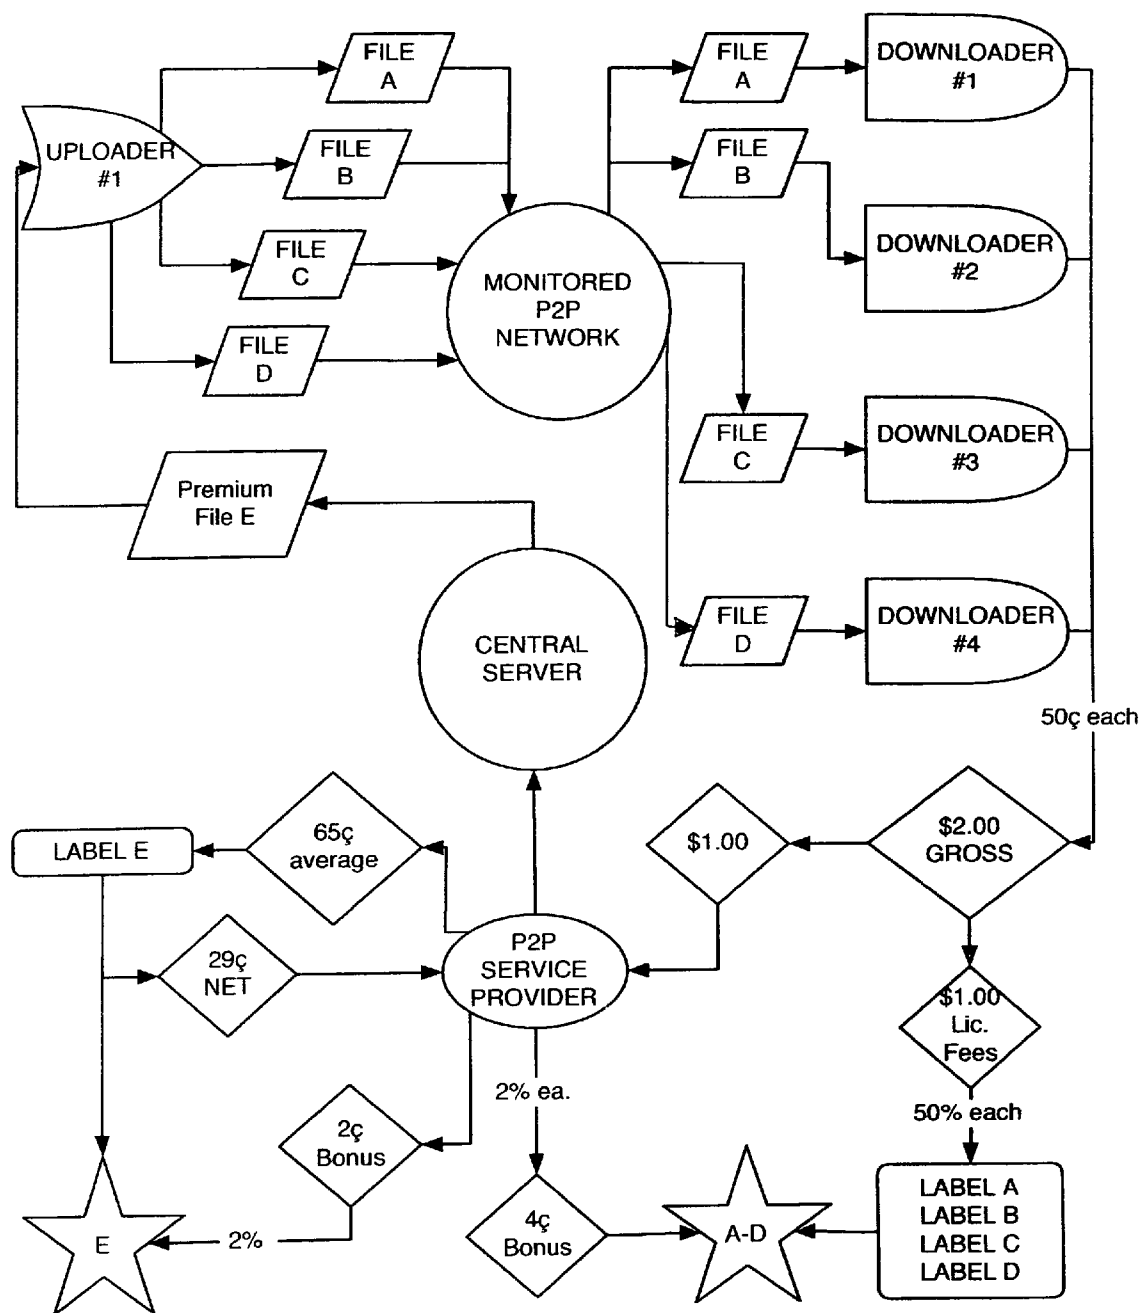 FILE
A
FILE
A
DOWNLOADER
#1
UPLOADER
#1
FILE
B
FILE
B
FILE
C
MONITORED
P2P
NETWORK
DOWNLOADER
#2
FILE
D
FILE
C
DOWNLOADER
#3
Premium
File E
CENTRAL
SERVER
FILE
D
DOWNLOADER
#4
50ç each
LABEL E
65ç
average
$1.00
$2.00
GROSS
29ç
NET
P2P
SERVICE
PROVIDER
$1.00
Lic.
Fees
2% ea.
50% each
2ç
Bonus
E
2%
4ç
Bonus
A-D
LABEL A
LABEL B
LABEL C
LABEL D